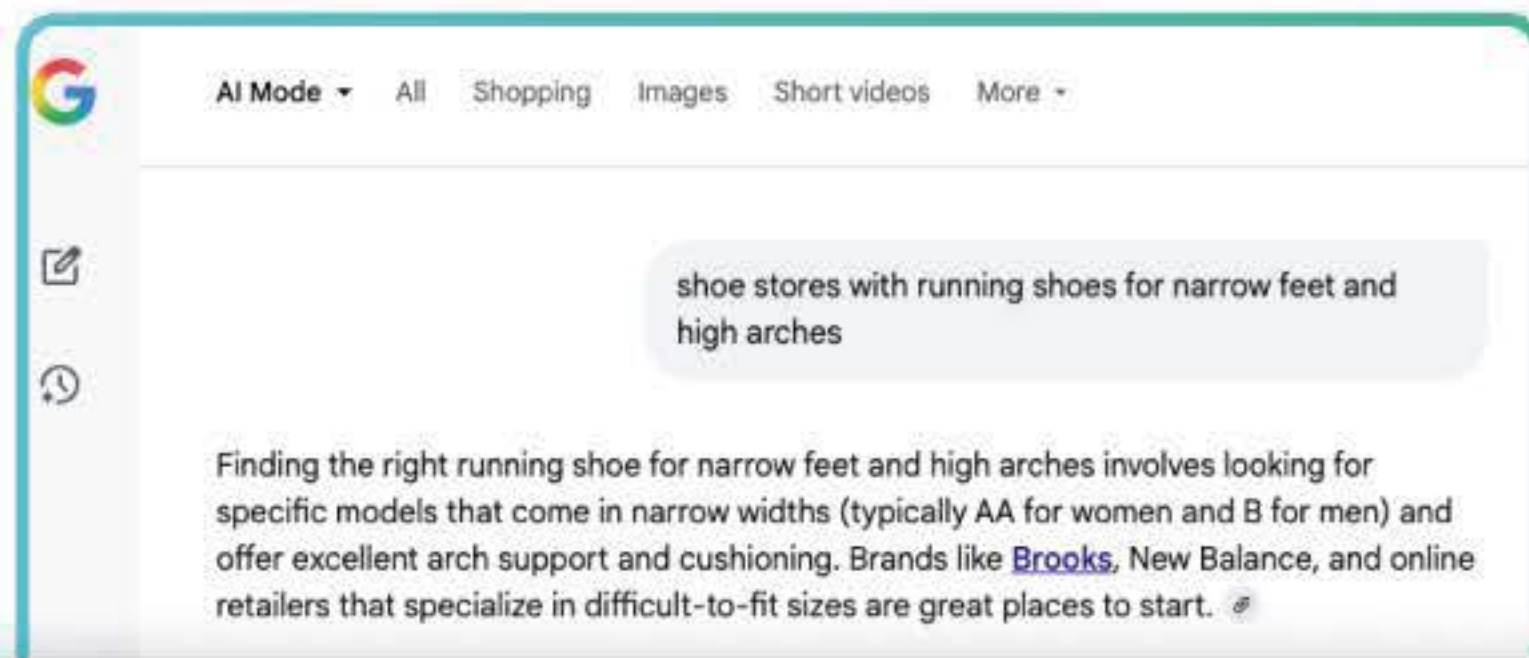 AI Mode All Shopping Images Short videos More
shoe stores with running shoes for narrow feet and
high arches
Finding the right running shoe for narrow feet and high arches involves looking for
specific models that come in narrow widths (typically AA for women and B for men) and
offer excellent arch support and cushioning. Brands like Brooks, New Balance, and online
retailers that specialize in difficult-to-fit sizes are great places to start.